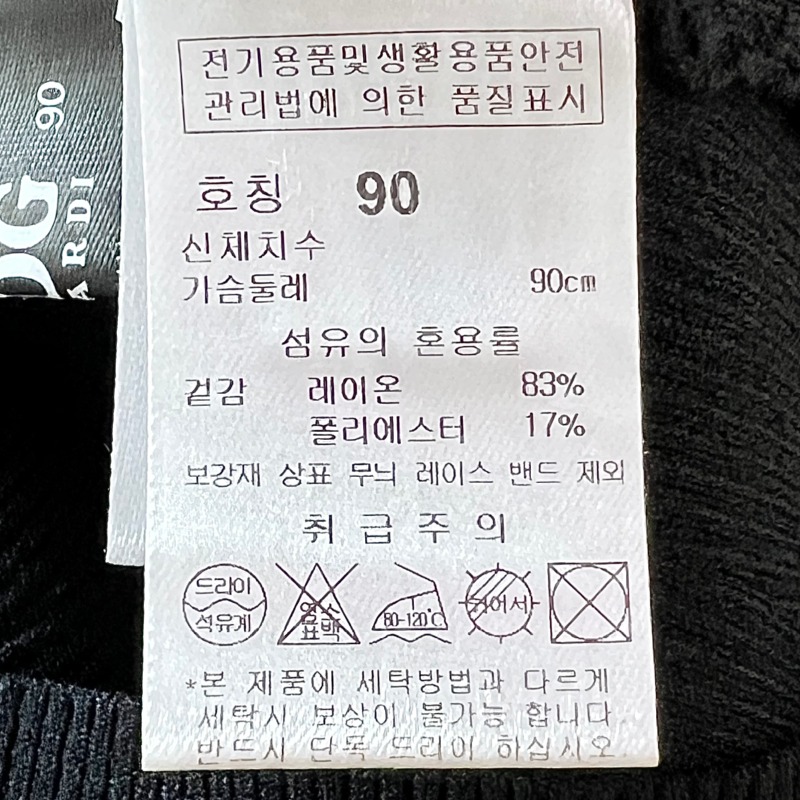 전기용품및생활용품안전
관리법에 의한 품질표시
호칭 90
신체치수
가슴둘레 90cm
섬유의 혼용률
겉감 레이온 83%
폴리에스터 17%
보강재 상표 무늬 레이스 밴드 제외
취급주의
드라이
석유계
염소
표백
80~120℃
뉘어서
*본 제품에 세탁방법과 다르게
세탁시 보상이 불가능 합니다
반드시 단독 드라이 하십시오
90
OG
ARDI